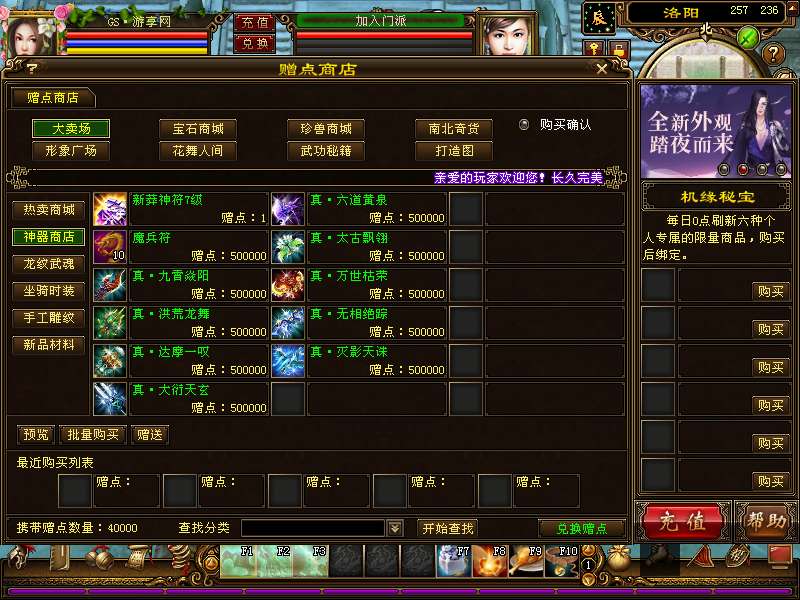 GS·游享网
充值
兑换
加入门派
辰
洛阳
257 236
北
?
?
赠点商店
赠点商店
大卖场
宝石商城
珍兽商城
南北奇货
购买确认
形象广场
花舞人间
武功秘籍
打造图
亲爱的玩家欢迎您！长久完美
热卖商城
神器商店
龙纹武魂
坐骑时装
手工雕纹
新品材料
新莽神符7级
赠点：1
真·六道黄泉
赠点：500000
魔兵符
10
赠点：50000
真·太古飘翎
赠点：500000
真·九霄焱阳
赠点：500000
真·万世枯荣
赠点：500000
真·洪荒龙舞
赠点：500000
真·无相绝踪
赠点：500000
真·达摩一叹
赠点：500000
真·灭影天诛
赠点：500000
真·大衍天玄
赠点：500000
预览
批量购买
赠送
最近购买列表
赠点：
赠点：
赠点：
赠点：
赠点：
携带赠点数量：40000
查找分类
开始查找
兑换赠点
全新外观
踏夜而来
机缘秘宝
每日0点刷新六种个
人专属的限量商品，购买
后绑定。
购买
购买
购买
购买
购买
购买
充值
帮助
F1
F2
F3
F7
F8
F9
F10
1